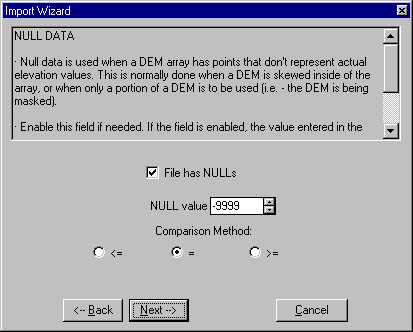 Import Wizard
NULL DATA
· Null data is used when a DEM array has points that don't represent actual
elevation values. This is normally done when a DEM is skewed inside of the
array, or when only a portion of a DEM is to be used (i.e. - the DEM is being
masked).
· Enable this field if needed. If the field is enabled, the value entered in the
File has NULLs
NULL value -9999
Comparison Method:
<= = >=
<-- Back Next --> Cancel